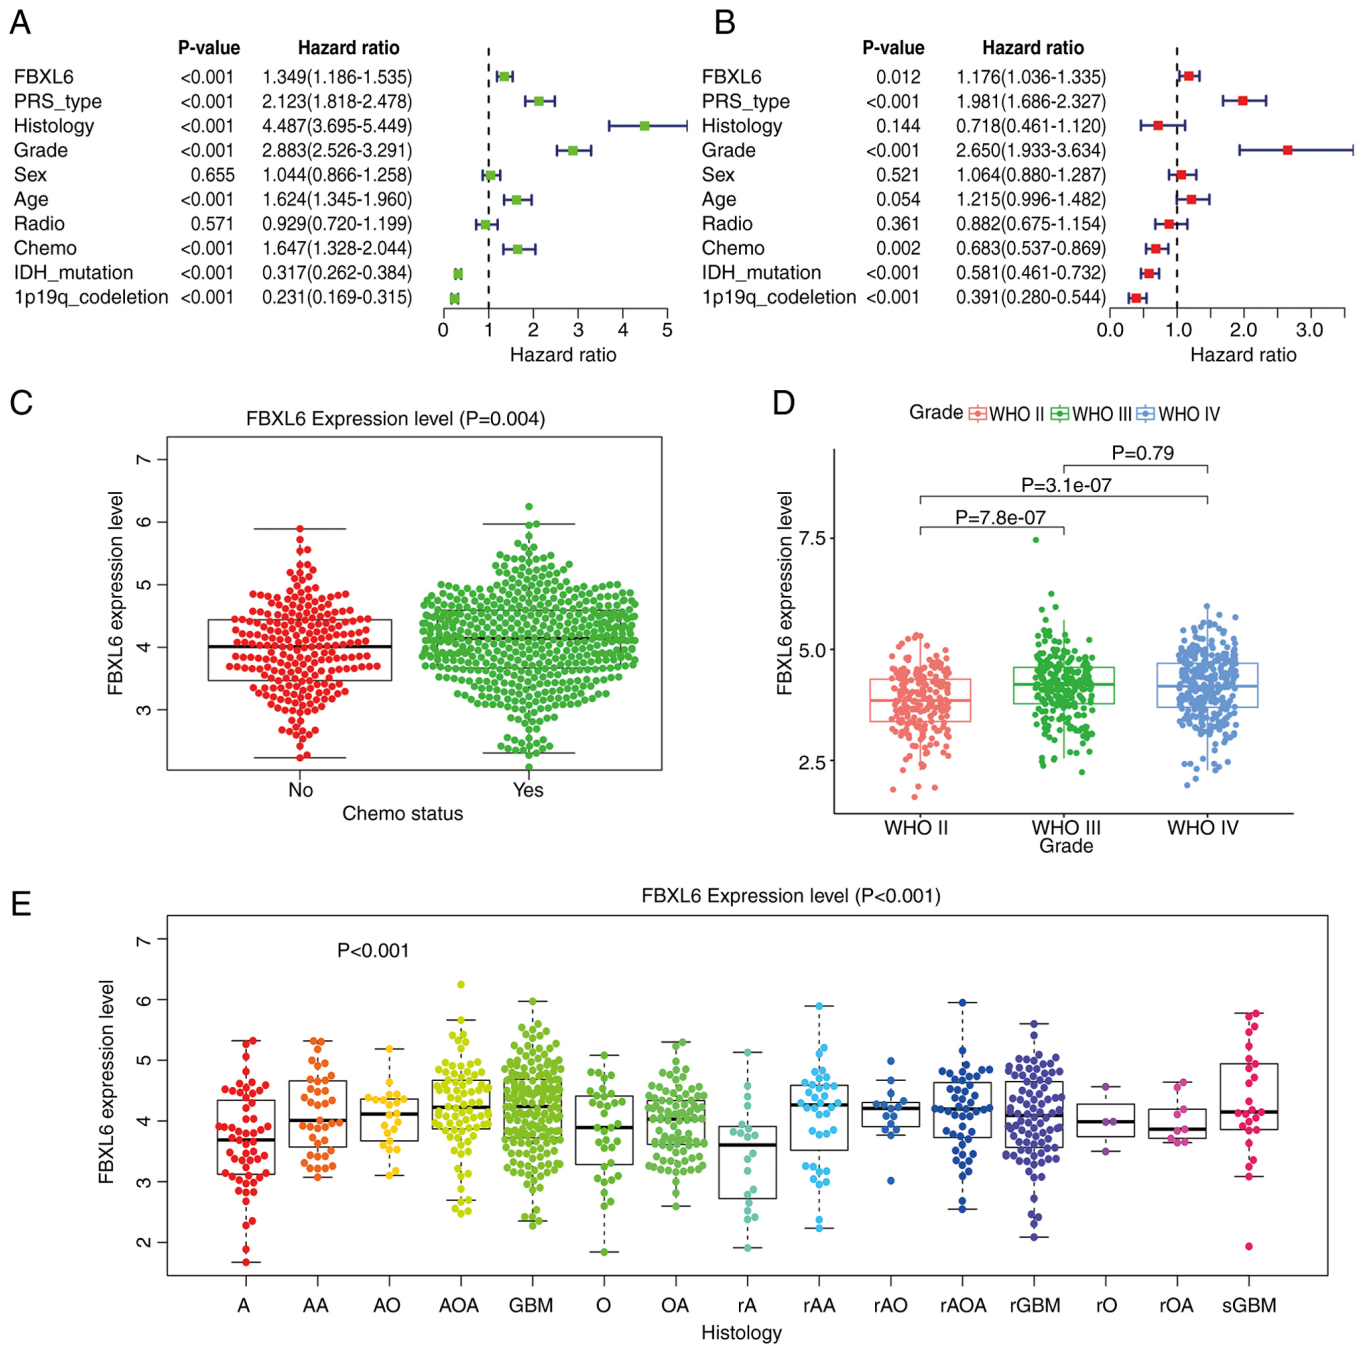 A
P-value Hazard ratio
FBXL6 <0.001 1.349(1.186-1.535)
PRS_type <0.001 2.123(1.818-2.478)
Histology <0.001 4.487(3.695-5.449)
Grade <0.001 2.883(2.526-3.291)
Sex 0.655 1.044(0.866-1.258)
Age <0.001 1.624(1.345-1.960)
Radio 0.571 0.929(0.720-1.199)
Chemo <0.001 1.647(1.328-2.044)
IDH_mutation <0.001 0.317(0.262-0.384)
1p19q_codeletion <0.001 0.231(0.169-0.315)
0 1 2 3 4 5
Hazard ratio
B
P-value Hazard ratio
FBXL6 0.012 1.176(1.036-1.335)
PRS_type <0.001 1.981(1.686-2.327)
Histology 0.144 0.718(0.461-1.120)
Grade <0.001 2.650(1.933-3.634)
Sex 0.521 1.064(0.880-1.287)
Age 0.054 1.215(0.996-1.482)
Radio 0.361 0.882(0.675-1.154)
Chemo 0.002 0.683(0.537-0.869)
IDH_mutation <0.001 0.581(0.461-0.732)
1p19q_codeletion <0.001 0.391(0.280-0.544)
0.0 1.0 2.0 3.0
Hazard ratio
C
FBXL6 Expression level (P=0.004)
FBXL6 expression level
7
6
5
4
3
No Yes
Chemo status
D
Grade WHO II WHO III WHO IV
P=0.79
P=3.1e-07
P=7.8e-07
FBXL6 expression level
7.5
5.0
2.5
WHO II WHO III WHO IV
Grade
E
FBXL6 Expression level (P<0.001)
P<0.001
FBXL6 expression level
7
6
5
4
3
2
A AA AO AOA GBM O OA rA rAA rAO rAOA rGBM rO rOA sGBM
Histology